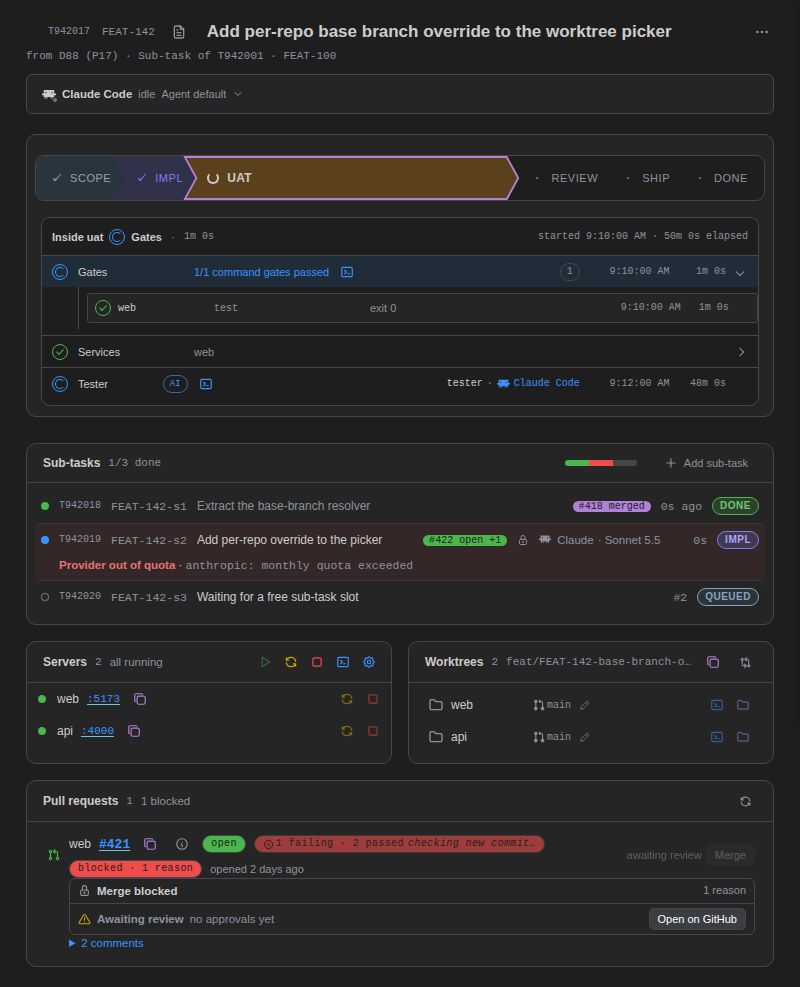 T942017 FEAT-142 Add per-repo base branch override to the worktree picker
from D88 (P17) · Sub-task of T942001 · FEAT-100
Claude Code idle Agent default
SCOPE IMPL UAT · REVIEW · SHIP · DONE
Inside uat Gates · 1m 0s started 9:10:00 AM · 50m 0s elapsed
Gates 1/1 command gates passed 1 9:10:00 AM 1m 0s
web test exit 0 9:10:00 AM 1m 0s
Services web
Tester AI tester · Claude Code 9:12:00 AM 48m 0s
Sub-tasks 1/3 done Add sub-task
T942018 FEAT-142-s1 Extract the base-branch resolver #418 merged 0s ago DONE
T942019 FEAT-142-s2 Add per-repo override to the picker #422 open +1 Claude · Sonnet 5.5 0s IMPL
Provider out of quota · anthropic: monthly quota exceeded
T942020 FEAT-142-s3 Waiting for a free sub-task slot #2 QUEUED
Servers 2 all running
web :5173
api :4000
Worktrees 2 feat/FEAT-142-base-branch-o…
web main
api main
Pull requests 1 1 blocked
web #421 open 1 failing · 2 passed checking new commit…
blocked · 1 reason opened 2 days ago
awaiting review Merge
Merge blocked 1 reason
Awaiting review no approvals yet Open on GitHub
2 comments